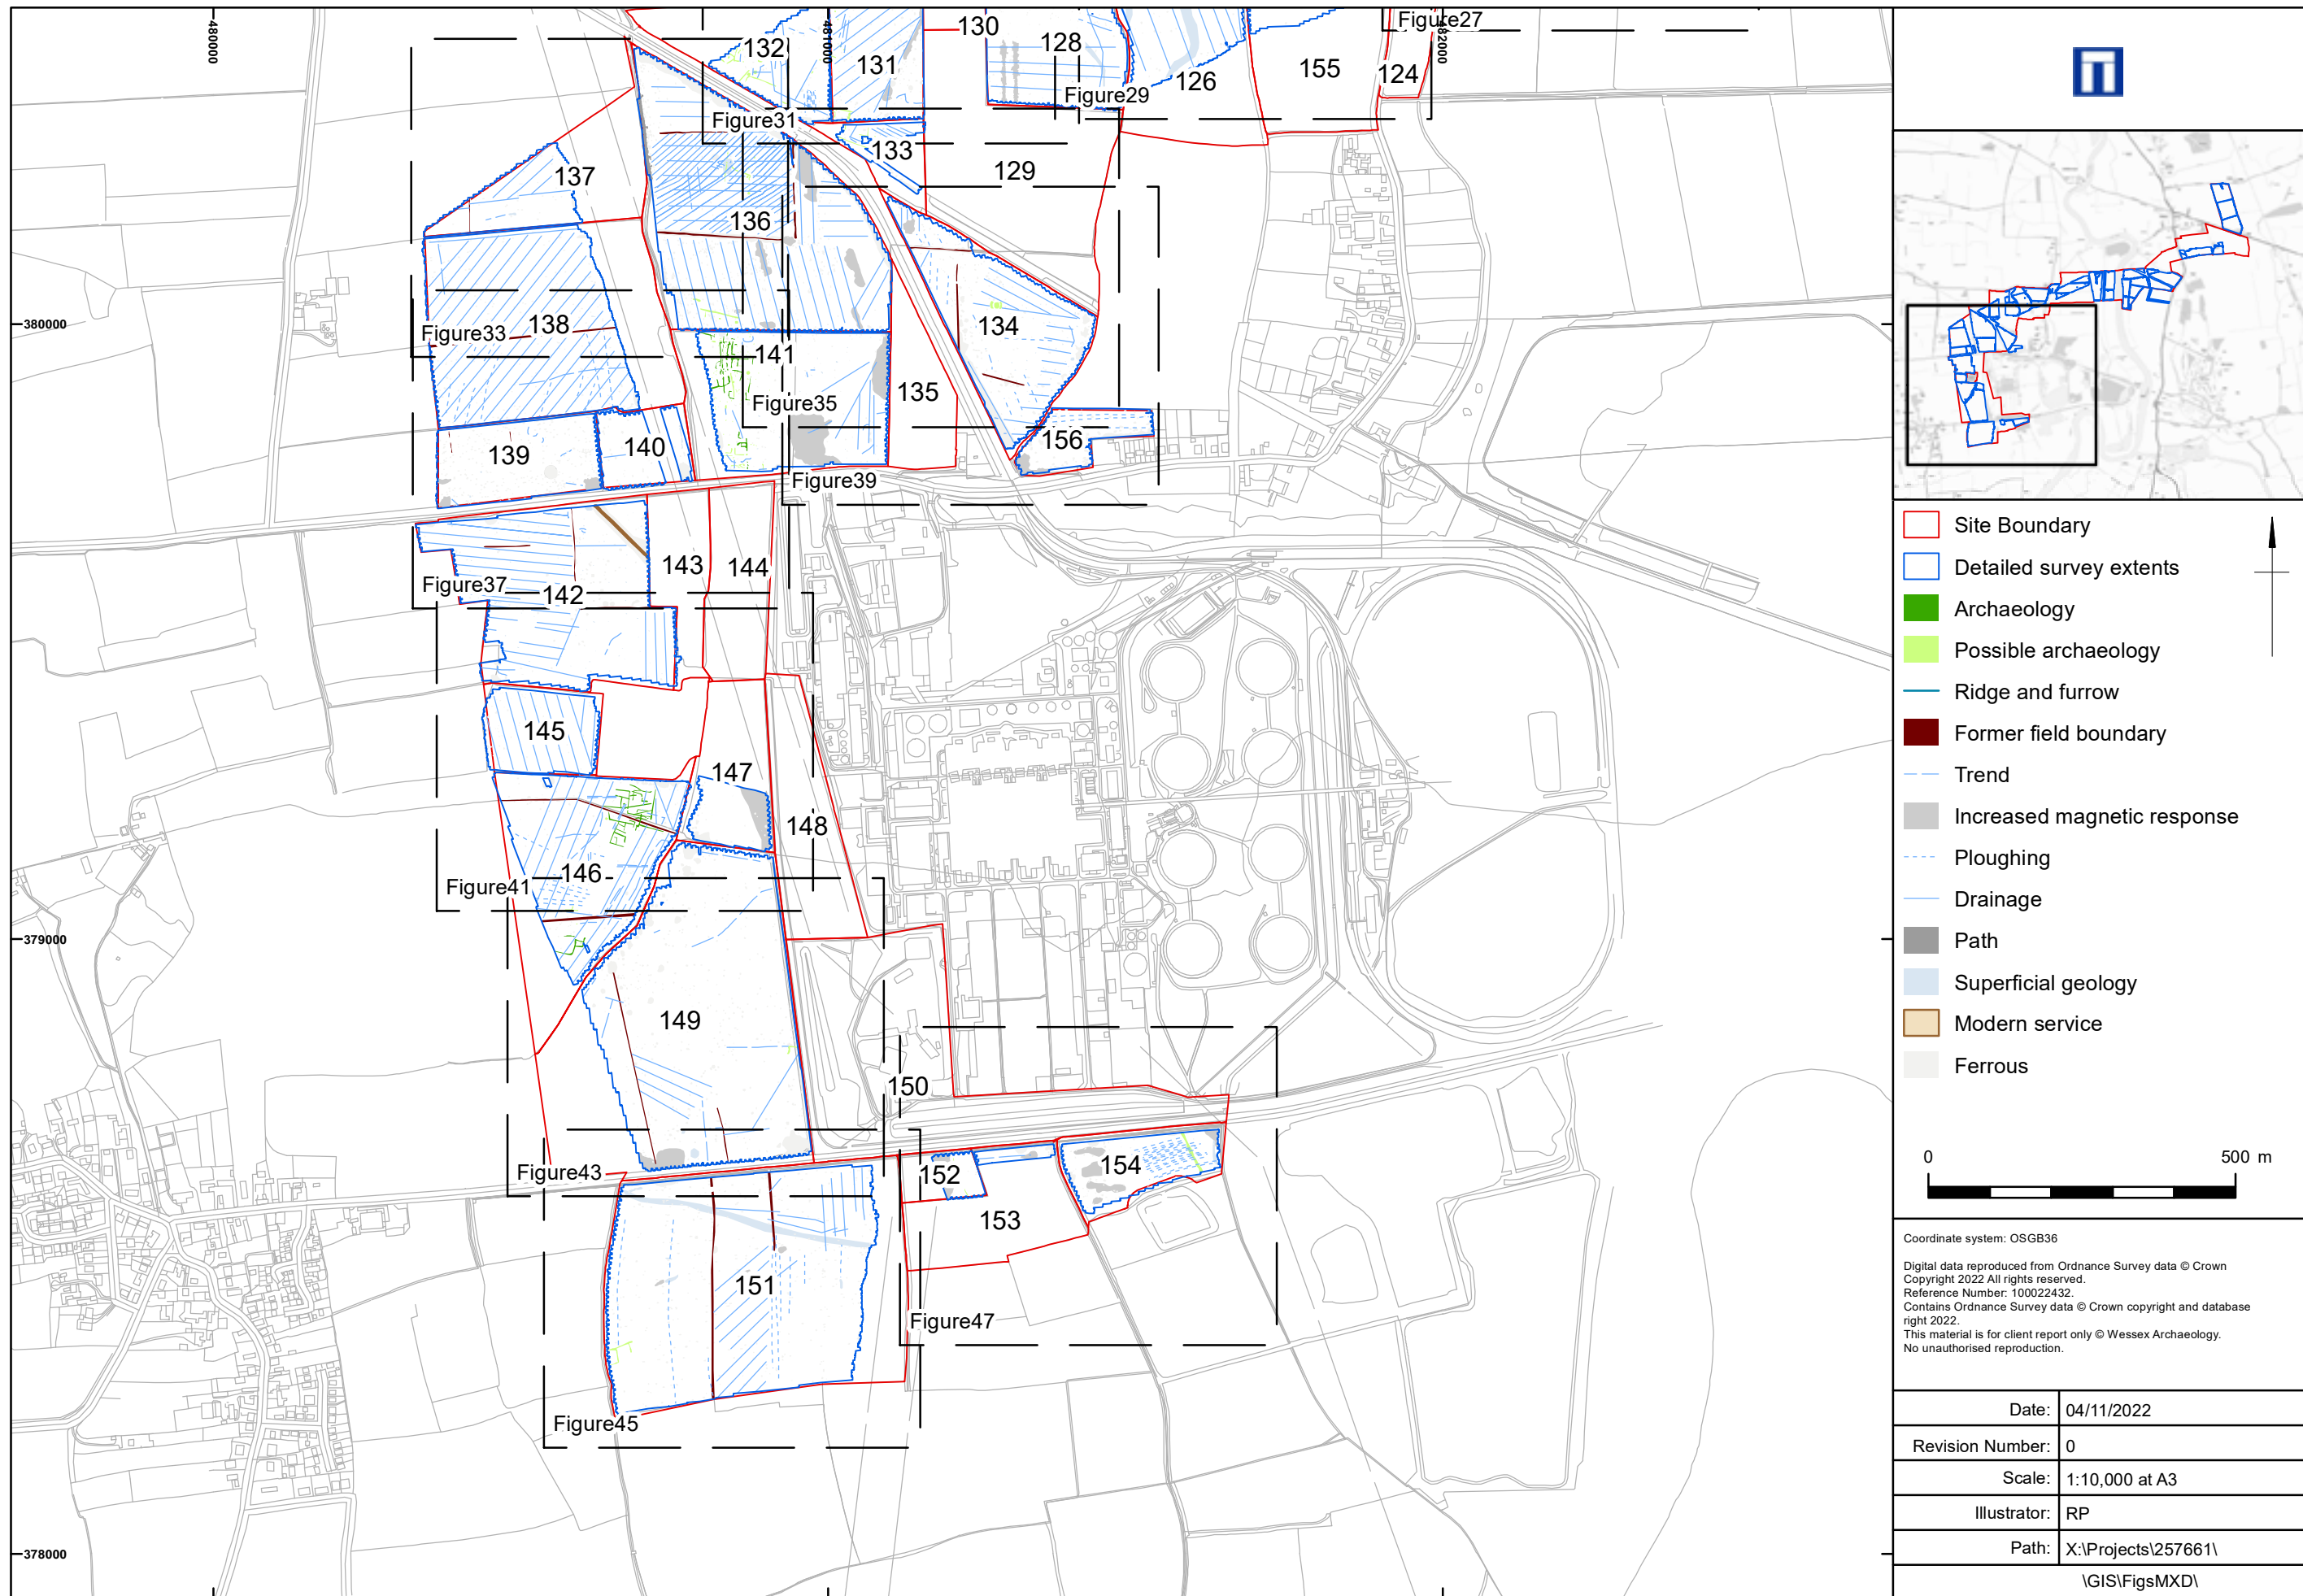 480000
481000
482000
Figure27
130
132
128
131
155
126
124
Figure29
Figure31
133
129
137
136
380000
Figure33
138
134
141
135
Figure35
156
140
139
Figure39
143
144
Figure37
142
145
147
148
146
Figure41
379000
149
150
Figure43
152
154
153
151
Figure47
Figure45
378000
Site Boundary
Detailed survey extents
Archaeology
Possible archaeology
Ridge and furrow
Former field boundary
Trend
Increased magnetic response
Ploughing
Drainage
Path
Superficial geology
Modern service
Ferrous
0 500 m
Coordinate system: OSGB36
Digital data reproduced from Ordnance Survey data © Crown
Copyright 2022 All rights reserved.
Reference Number: 100022432.
Contains Ordnance Survey data © Crown copyright and database
right 2022.
This material is for client report only © Wessex Archaeology.
No unauthorised reproduction.
Date: 04/11/2022
Revision Number: 0
Scale: 1:10,000 at A3
Illustrator: RP
Path: X:\Projects\257661\
\GIS\FigsMXD\